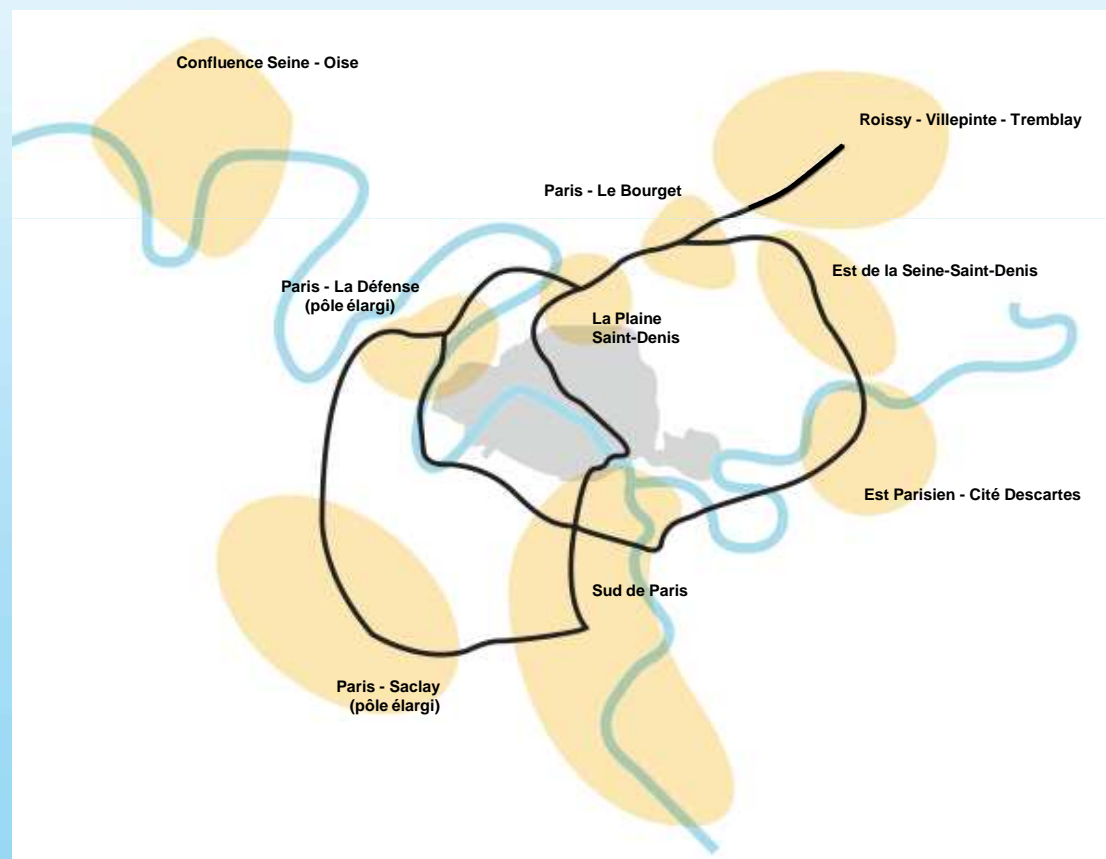 Confluence Seine - Oise
Roissy - Villepinte - Tremblay
Paris - Le Bourget
Est de la Seine-Saint-Denis
Paris - La Défense
(pôle élargi)
La Plaine
Saint-Denis
Est Parisien - Cité Descartes
Sud de Paris
Paris - Saclay
(pôle élargi)